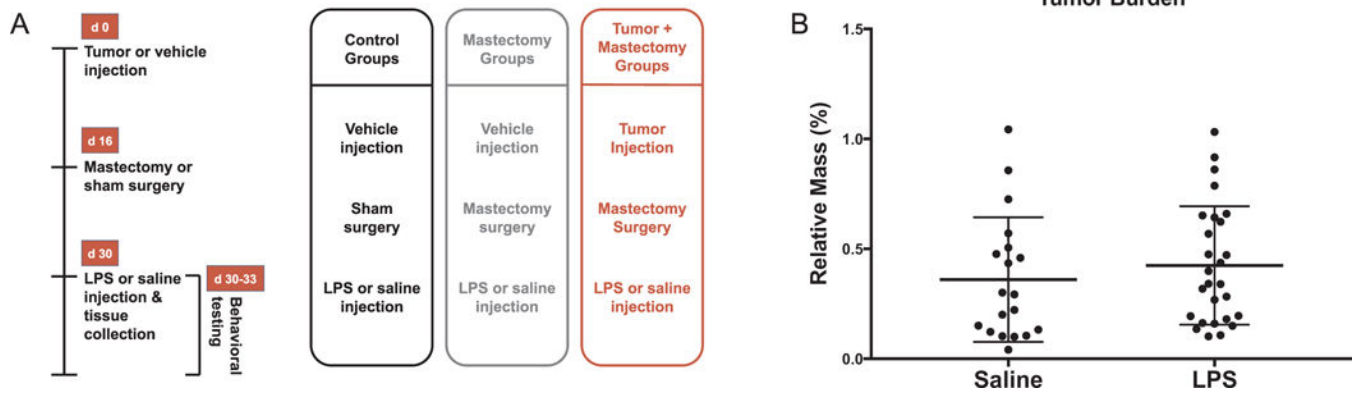 A
d 0
Tumor or vehicle
injection
d 16
Mastectomy or
sham surgery
d 30
LPS or saline
injection &
tissue
collection
d 30-33
Behavioral
testing
Control
Groups
Vehicle
injection
Sham
surgery
LPS or saline
injection
Mastectomy
Groups
Vehicle
injection
Mastectomy
surgery
LPS or saline
injection
Tumor +
Mastectomy
Groups
Tumor
Injection
Mastectomy
Surgery
LPS or saline
injection
B
Tumor Burden
Relative Mass (%)
1.5
1.0
0.5
0.0
Saline
LPS